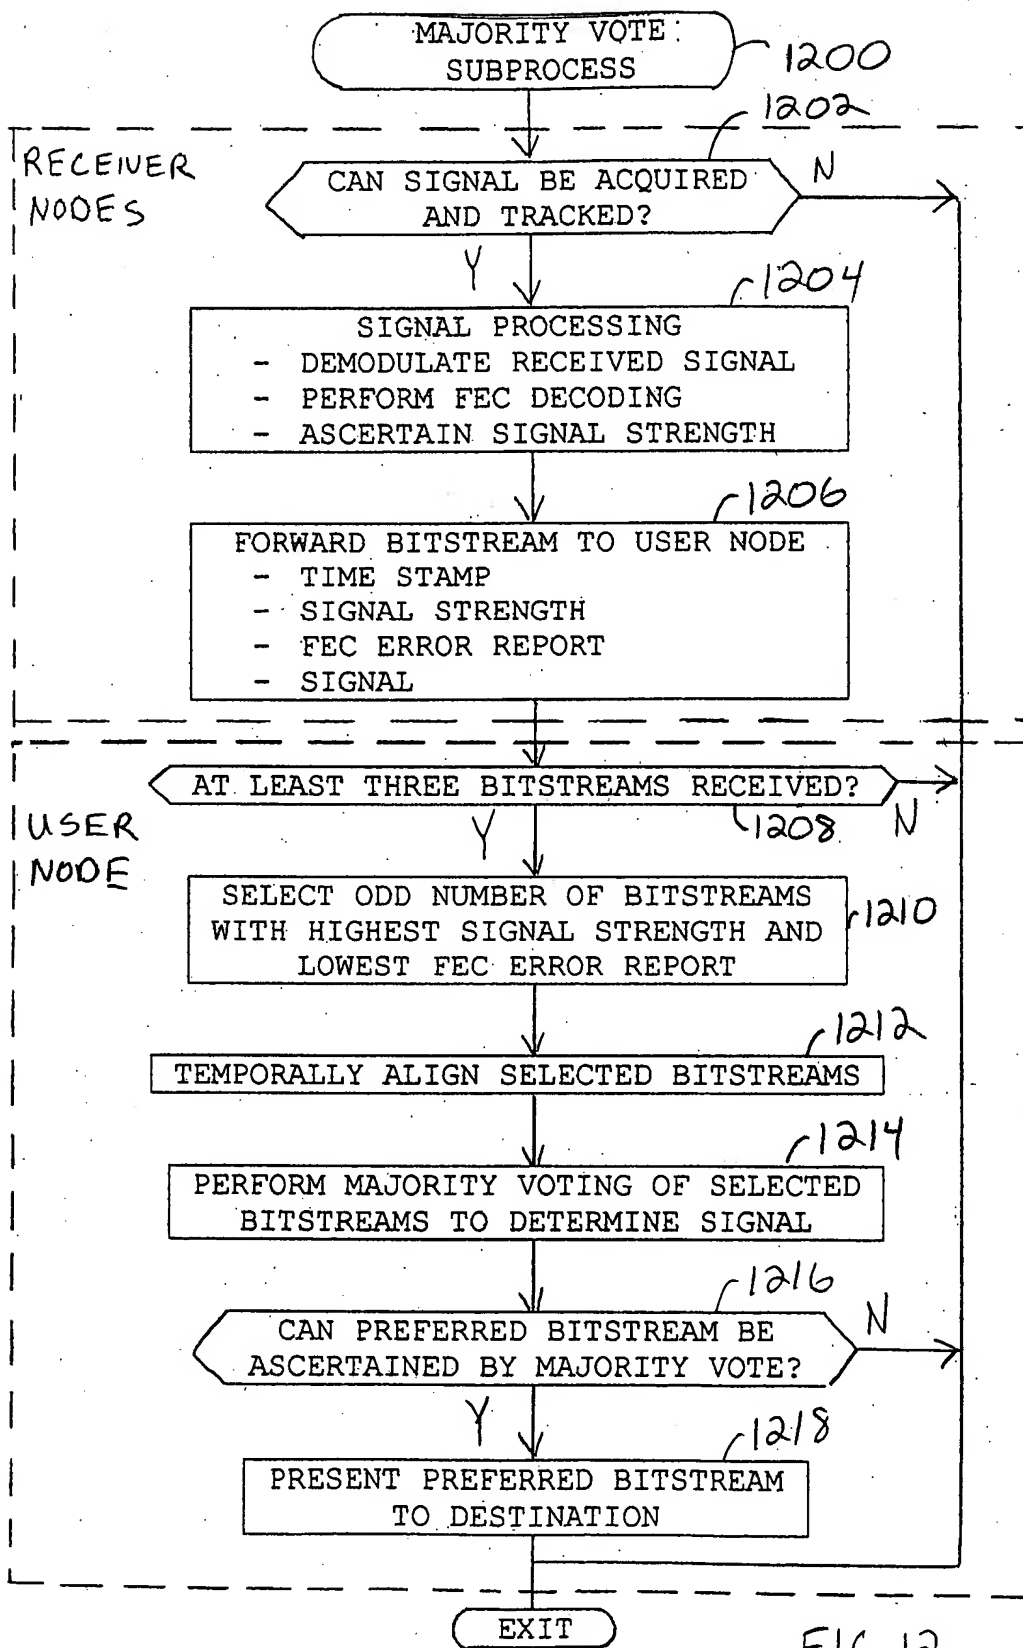 MAJORITY VOTE
SUBPROCESS
1200
1202
RECEIVER
NODES
CAN SIGNAL BE ACQUIRED
AND TRACKED?
N
Y
1204
SIGNAL PROCESSING
- DEMODULATE RECEIVED SIGNAL
- PERFORM FEC DECODING
- ASCERTAIN SIGNAL STRENGTH
1206
FORWARD BITSTREAM TO USER NODE
- TIME STAMP
- SIGNAL STRENGTH
- FEC ERROR REPORT
- SIGNAL
AT LEAST THREE BITSTREAMS RECEIVED?
USER
NODE
Y
1208
N
SELECT ODD NUMBER OF BITSTREAMS
WITH HIGHEST SIGNAL STRENGTH AND
LOWEST FEC ERROR REPORT
1210
1212
TEMPORALLY ALIGN SELECTED BITSTREAMS
1214
PERFORM MAJORITY VOTING OF SELECTED
BITSTREAMS TO DETERMINE SIGNAL
1216
CAN PREFERRED BITSTREAM BE
ASCERTAINED BY MAJORITY VOTE?
N
Y
1218
PRESENT PREFERRED BITSTREAM
TO DESTINATION
EXIT